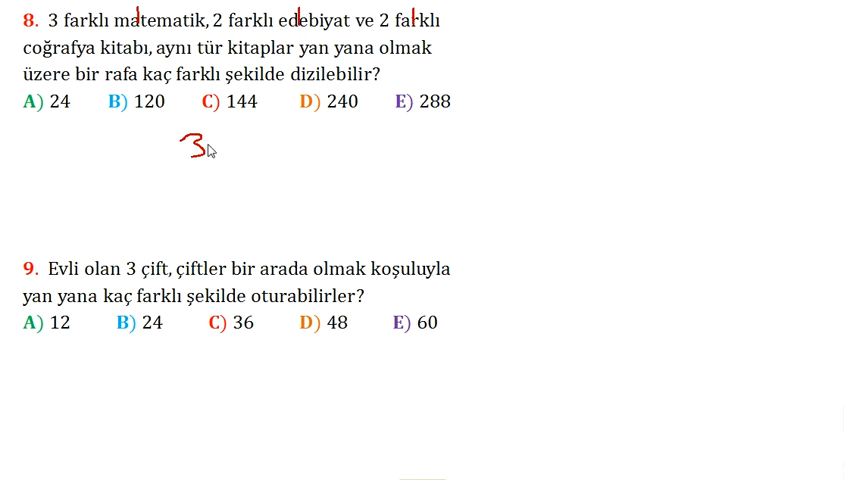 8. 3 farklı matematik, 2 farklı edebiyat ve 2 farklı
coğrafya kitabı, aynı tür kitaplar yan yana olmak
üzere bir rafa kaç farklı şekilde dizilebilir?
A) 24 B) 120 C) 144 D) 240 E) 288
3
9. Evli olan 3 çift, çiftler bir arada olmak koşuluyla
yan yana kaç farklı şekilde oturabilirler?
A) 12 B) 24 C) 36 D) 48 E) 60